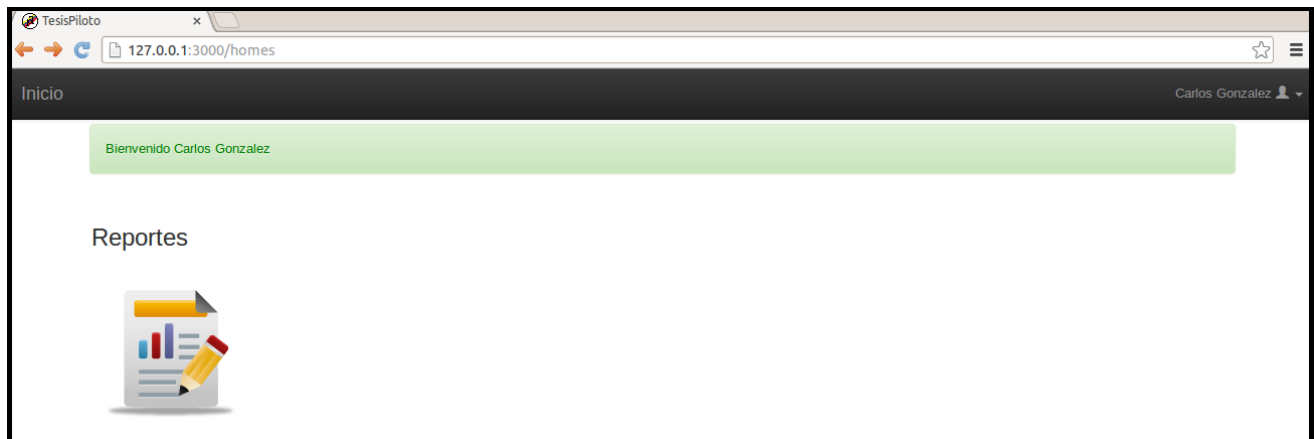 TesisPiloto
127.0.0.1:3000/homes
Inicio
Carlos Gonzalez
Bienvenido Carlos Gonzalez
Reportes